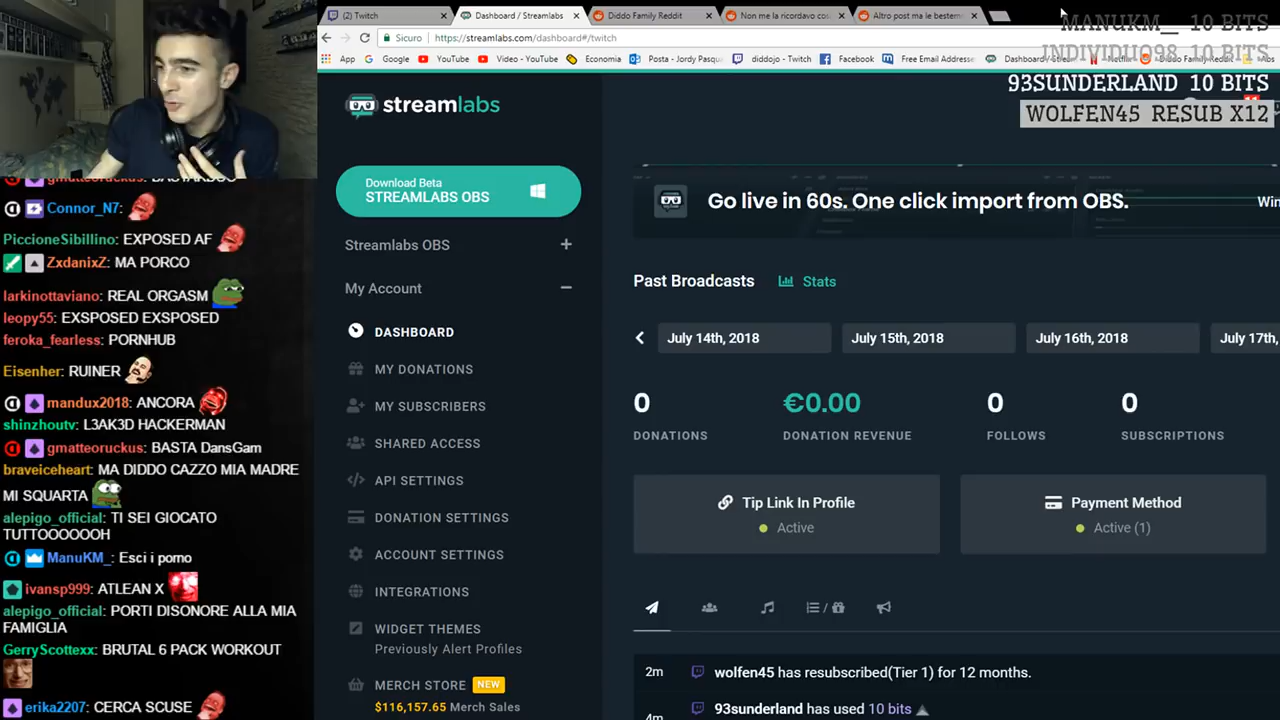 (2) Twitch
Dashboard / Streamlabs
Diddo Family Reddit
Non me la ricordavo cos
Altro post ma le bestem
MANUKM_ 10 BITS
Sicuro
https://streamlabs.com/dashboard#/twitch
INDIVIDUO98 10 BITS
App
Google
YouTube
Video - YouTube
Economia
Posta - Jordy Pasqu
diddojo - Twitch
Facebook
Free Email Addresse
Dashboard / Stream
93SUNDERLAND 10 BITS
WOLFEN45 RESUB X12
streamlabs
Download Beta
STREAMLABS OBS
Go live in 60s. One click import from OBS.
Win
Streamlabs OBS
My Account
DASHBOARD
MY DONATIONS
MY SUBSCRIBERS
SHARED ACCESS
API SETTINGS
DONATION SETTINGS
ACCOUNT SETTINGS
INTEGRATIONS
WIDGET THEMES
Previously Alert Profiles
MERCH STORE NEW
$116,157.65 Merch Sales
Past Broadcasts
Stats
July 14th, 2018
July 15th, 2018
July 16th, 2018
July 17th,
0
€0.00
0
0
DONATIONS
DONATION REVENUE
FOLLOWS
SUBSCRIPTIONS
Tip Link In Profile
Active
Payment Method
Active (1)
2m wolfen45 has resubscribed(Tier 1) for 12 months.
4m 93sunderland has used 10 bits
gmatteoruckus: BASTARDOO
Connor_N7:
PiccioneSibillino: EXPOSED AF
ZxdanixZ: MA PORCO
larkinottaviano: REAL ORGASM
leopy55: EXSPOSED EXSPOSED
feroka_fearless: PORNHUB
Eisenher: RUINER
mandux2018: ANCORA
shinzhoutv: L3AK3D HACKERMAN
gmatteoruckus: BASTA DansGam
braveiceheart: MA DIDDO CAZZO MIA MADRE
MI SQUARTA
alepigo_official: TI SEI GIOCATO
TUTTOOOOOOH
ManuKM_: Esci i porno
ivansp999: ATLEAN X
alepigo_official: PORTI DISONORE ALLA MIA
FAMIGLIA
GerryScottexx: BRUTAL 6 PACK WORKOUT
erika2207: CERCA SCUSE